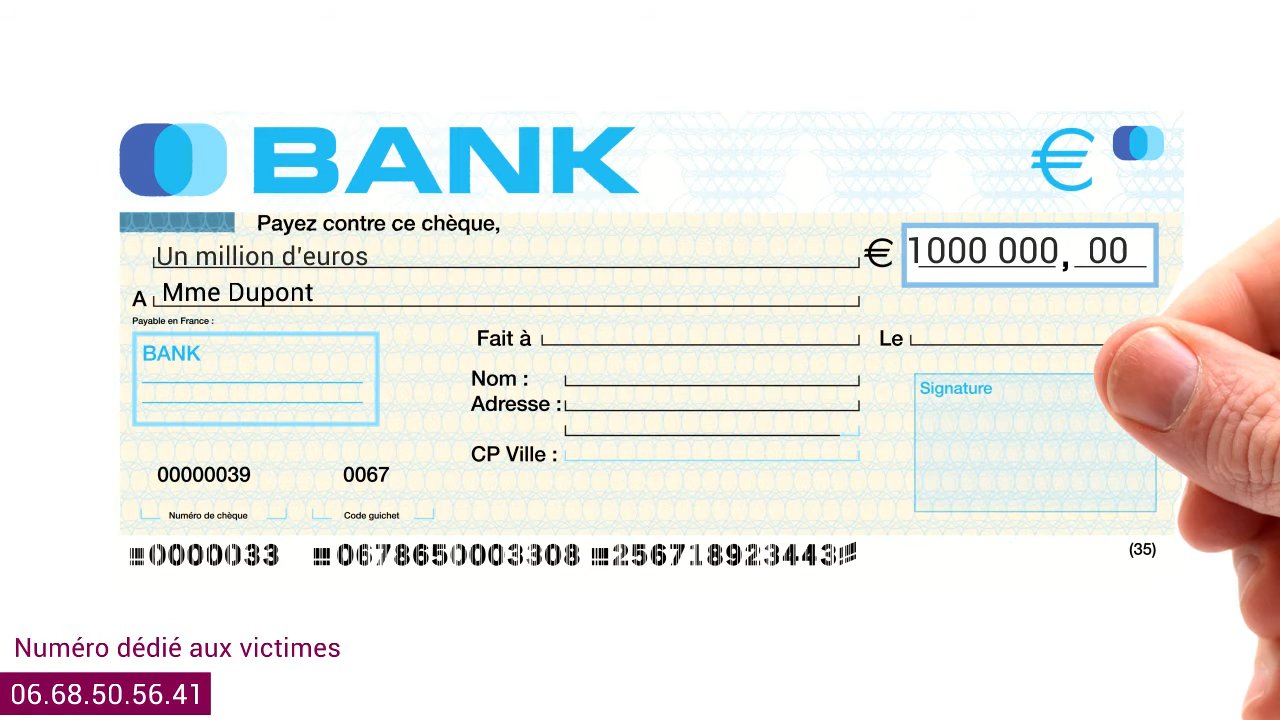 BANK
€
Payez contre ce chèque,
Un million d'euros
€ 1000 000, 00
A Mme Dupont
Payable en France :
BANK
Fait à
Le
Nom :
Adresse :
CP Ville :
Signature
00000039 0067
Numéro de chèque Code guichet
0000033 0678650003308 256718923443
(35)
Numéro dédié aux victimes
06.68.50.56.41